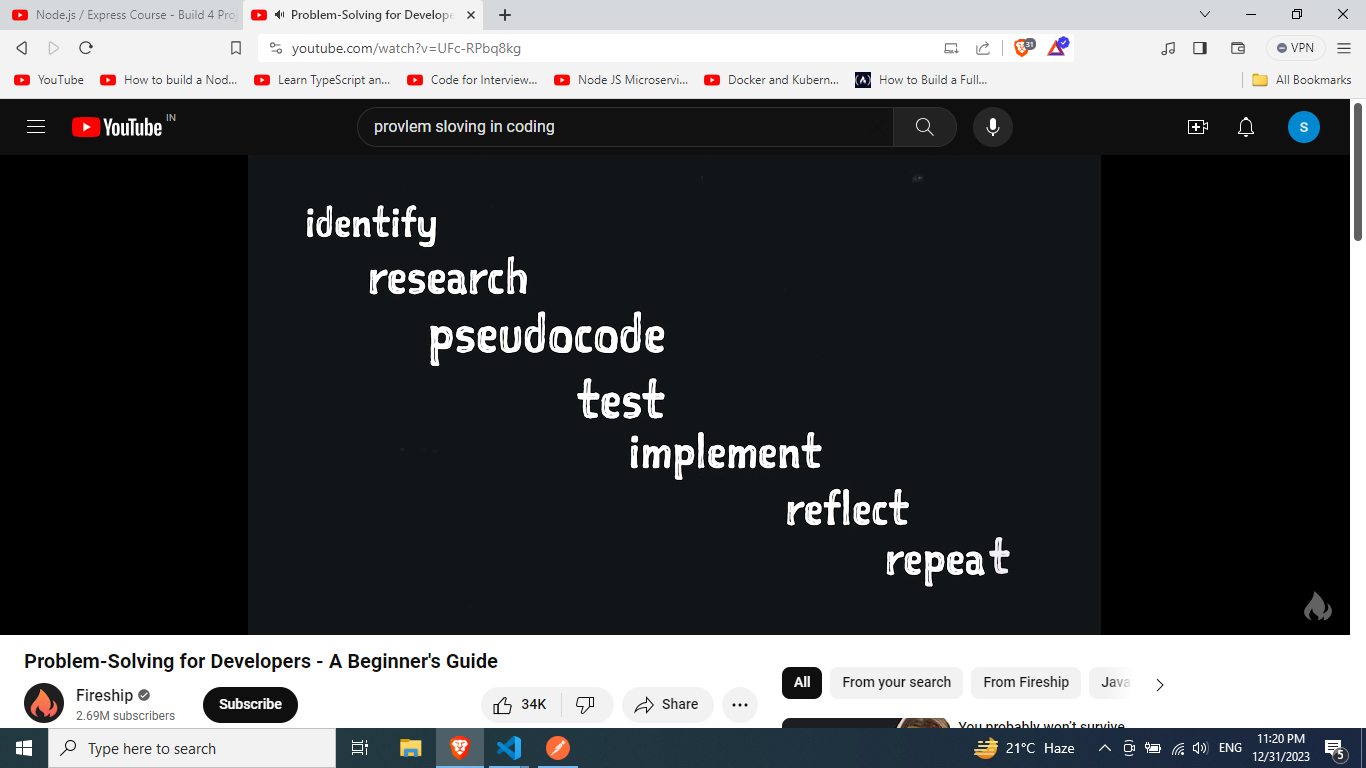 Node.js / Express Course - Build 4 Pro
Problem-Solving for Develope
youtube.com/watch?v=UFc-RPbq8kg
31
VPN
YouTube
How to build a Nod...
Learn TypeScript an...
Code for Interview...
Node JS Microservi...
Docker and Kubern...
How to Build a Full...
All Bookmarks
YouTube IN
provlem sloving in coding
S
identify
research
pseudocode
test
implement
reflect
repeat
Problem-Solving for Developers - A Beginner's Guide
Fireship
2.69M subscribers
Subscribe
34K
Share
All
From your search
From Fireship
Java
You probably won't survive
Type here to search
21°C Haze
ENG
11:20 PM
12/31/2023
5